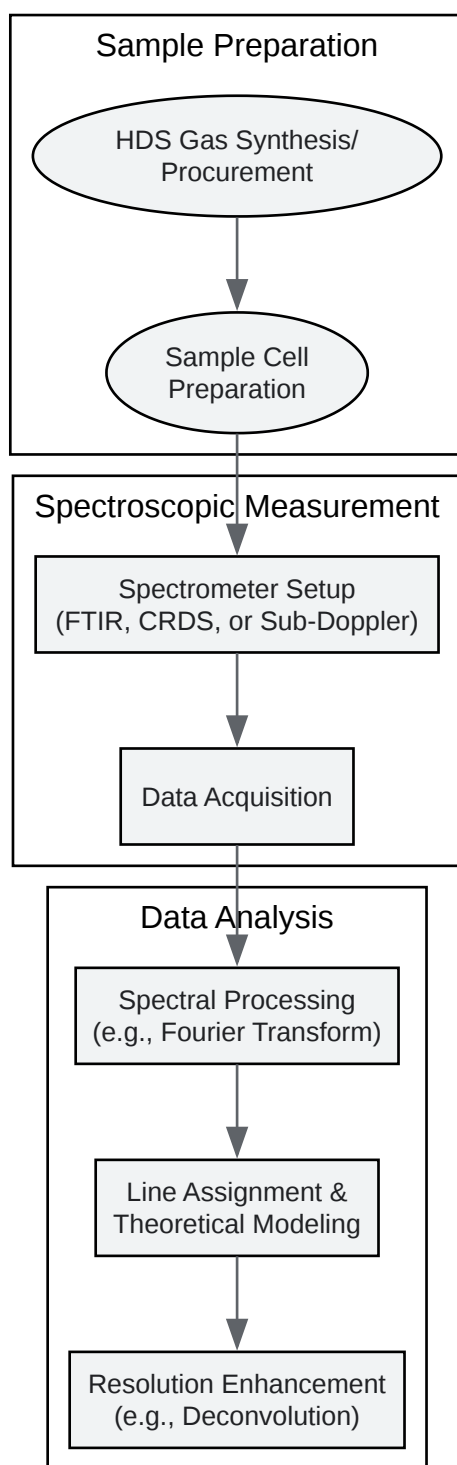 Sample Preparation
HDS Gas Synthesis/
Procurement
Sample Cell
Preparation
Spectroscopic Measurement
Spectrometer Setup
(FTIR, CRDS, or Sub-Doppler)
Data Acquisition
Data Analysis
Spectral Processing
(e.g., Fourier Transform)
Line Assignment &
Theoretical Modeling
Resolution Enhancement
(e.g., Deconvolution)